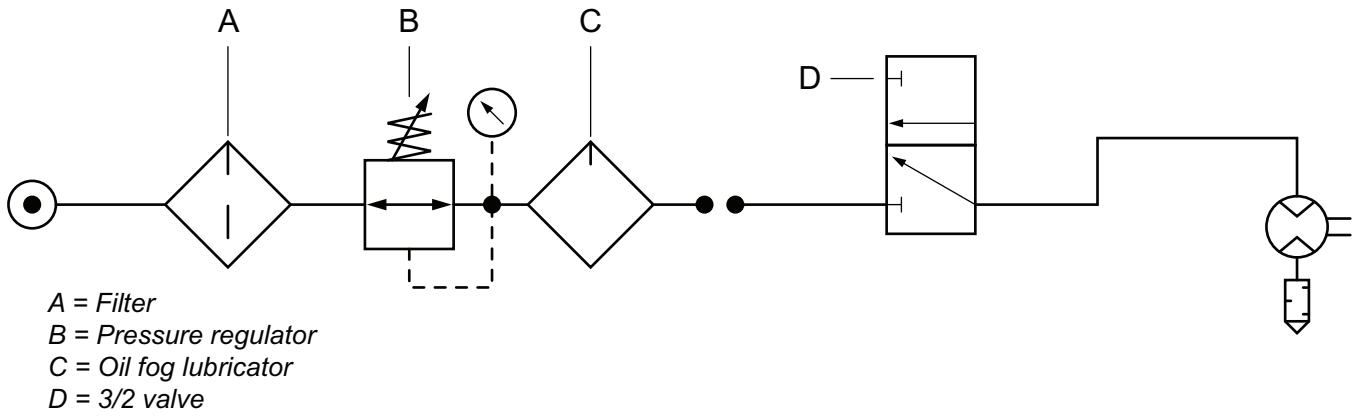 A
B
C
D
A = Filter
B = Pressure regulator
C = Oil fog lubricator
D = 3/2 valve